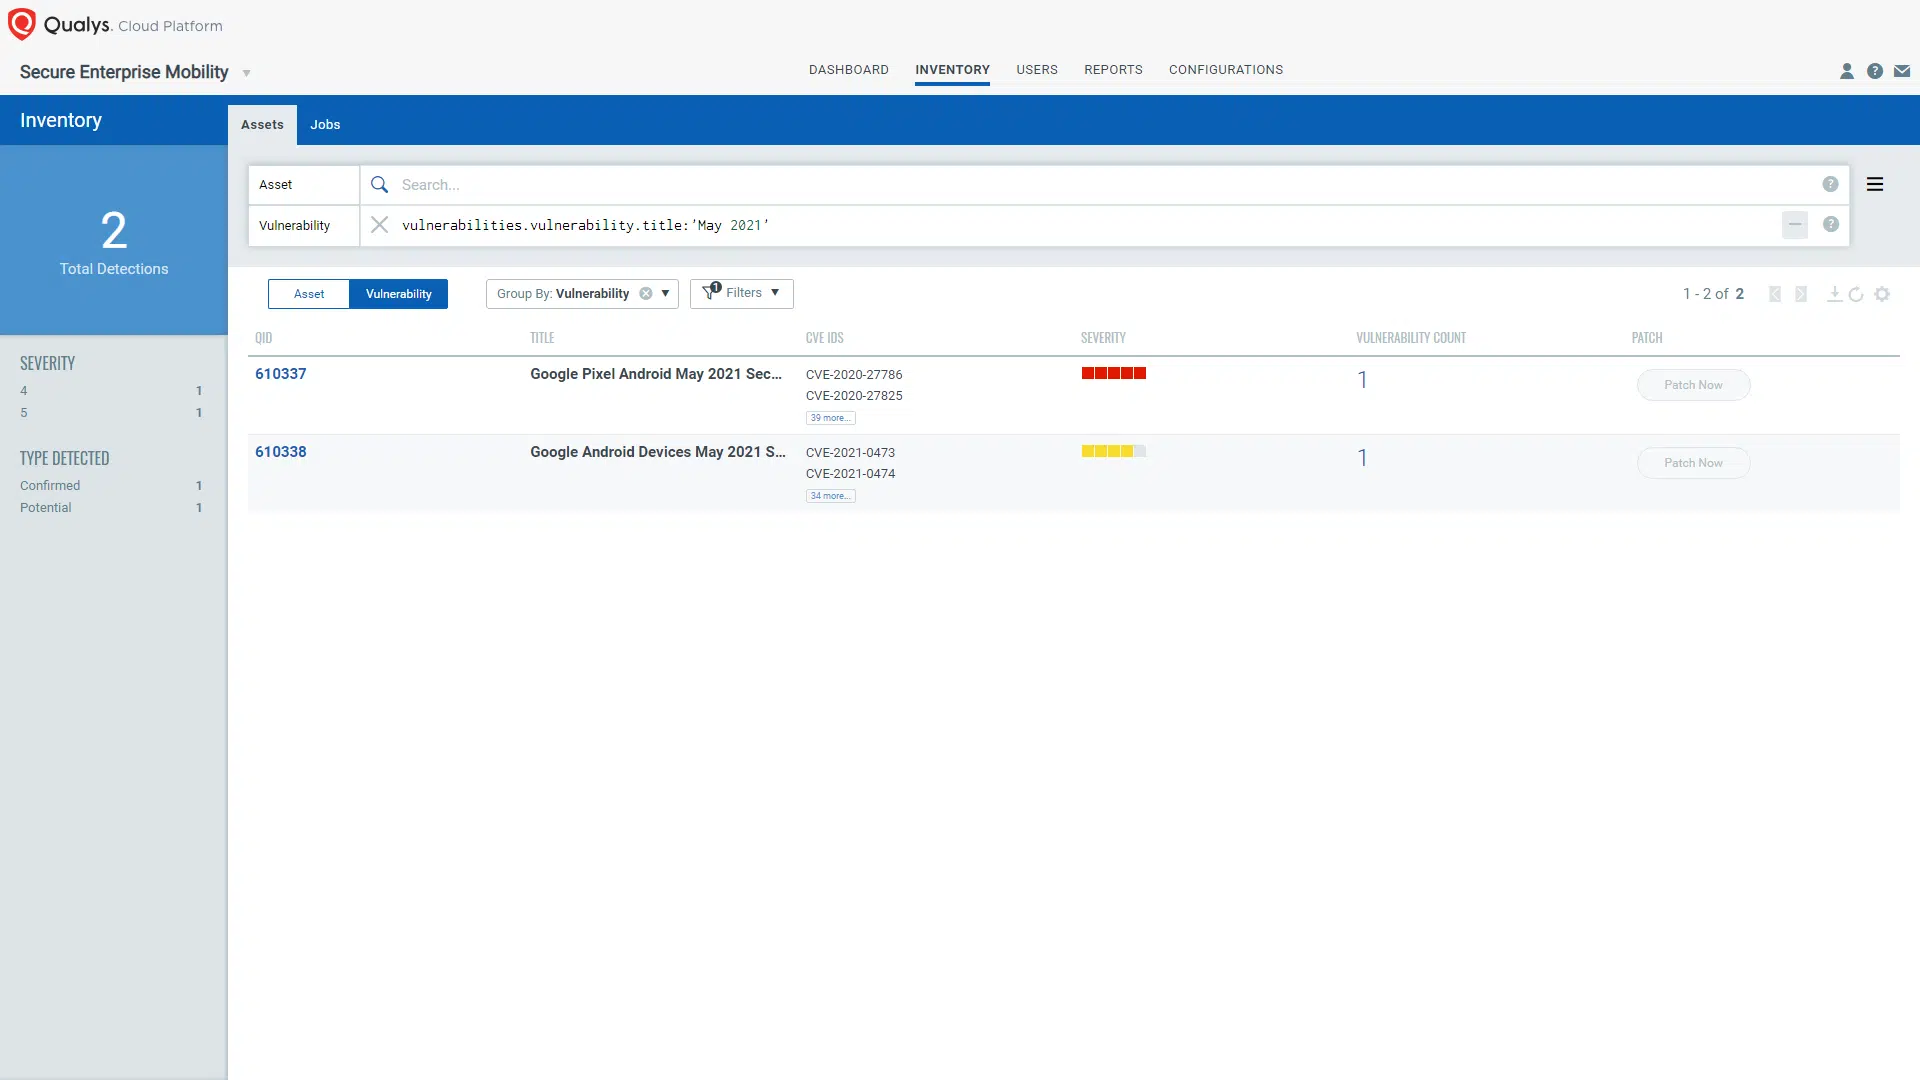 Qualys. Cloud Platform
Secure Enterprise Mobility
DASHBOARD INVENTORY USERS REPORTS CONFIGURATIONS
Inventory
Assets Jobs
2
Total Detections
Asset Search...
Vulnerability vulnerabilities.vulnerability.title:'May 2021'
Asset Vulnerability Group By: Vulnerability 1 Filters 1 - 2 of 2
QID TITLE CVE IDS SEVERITY VULNERABILITY COUNT PATCH
610337 Google Pixel Android May 2021 Sec... CVE-2020-27786 1 Patch Now
CVE-2020-27825
39 more...
610338 Google Android Devices May 2021 S... CVE-2021-0473 1 Patch Now
CVE-2021-0474
34 more...
SEVERITY
4 1
5 1
TYPE DETECTED
Confirmed 1
Potential 1